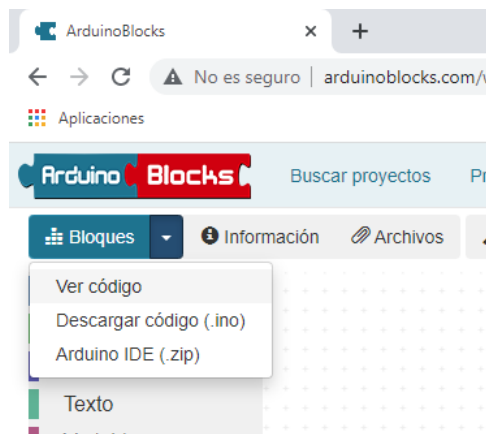 ArduinoBlocks
No es seguro | arduinoblocks.com/
Aplicaciones
Arduino Blocks
Buscar proyectos
Bloques
Información
Archivos
Ver código
Descargar código (.ino)
Arduino IDE (.zip)
Texto